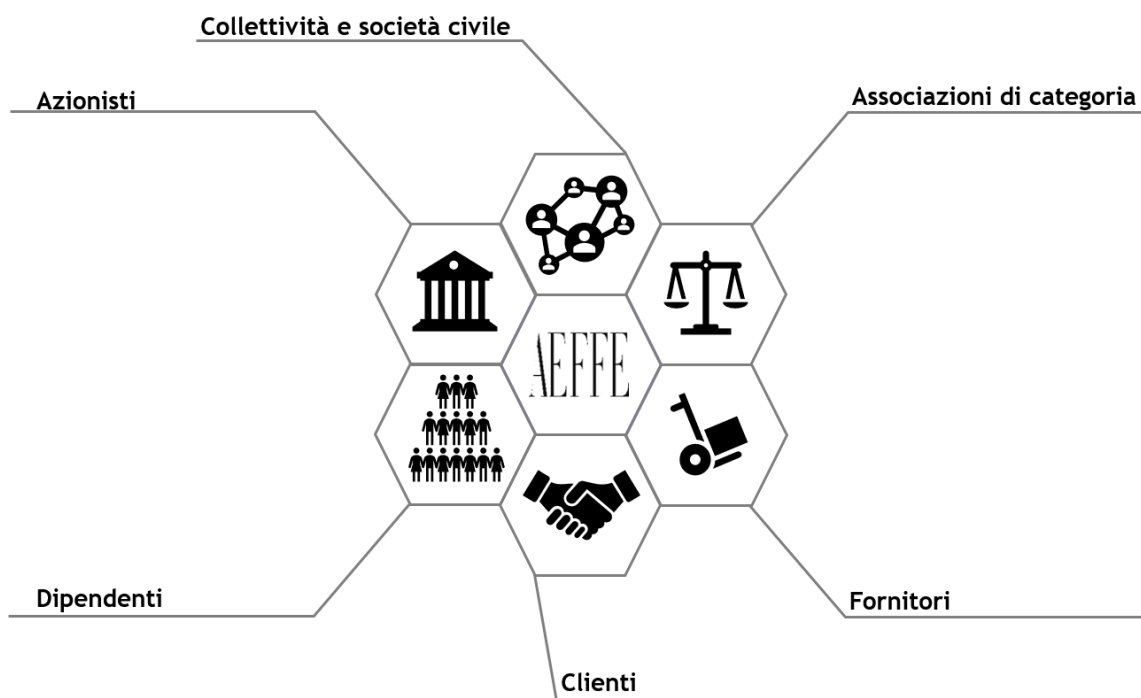 Collettività e società civile
Azionisti
Associazioni di categoria
AEFFE
Dipendenti
Fornitori
Clienti